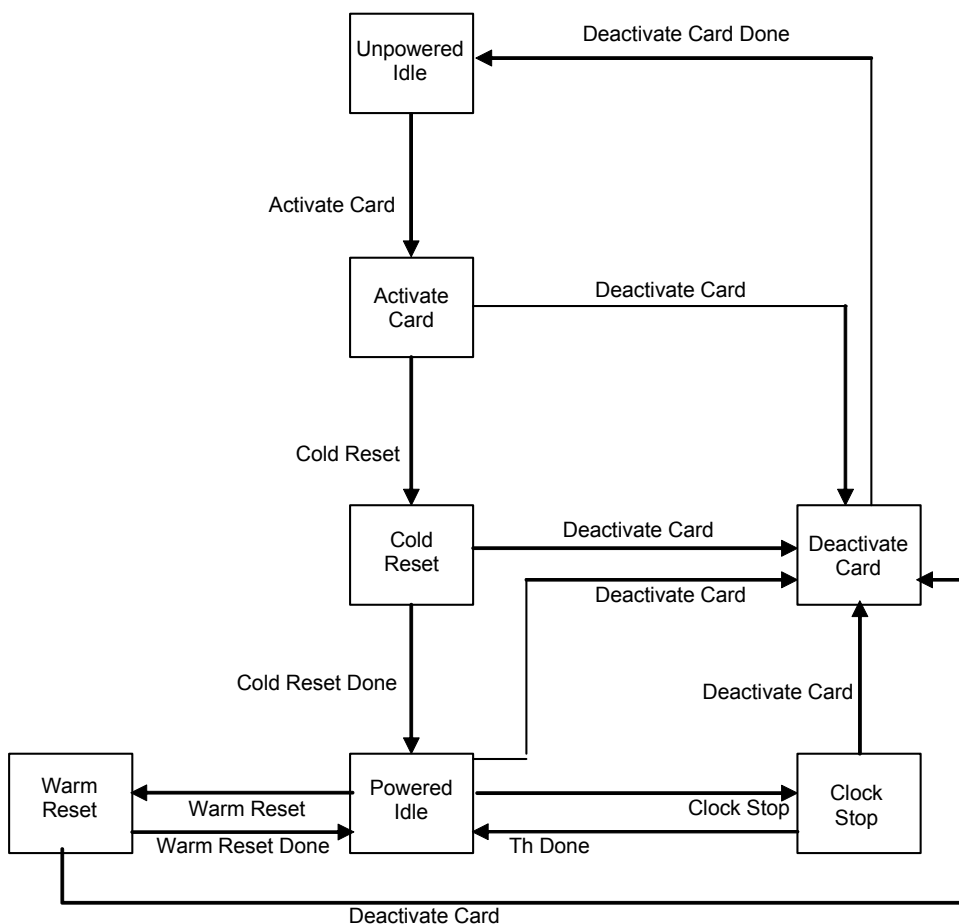 Deactivate Card Done
Unpowered
Idle
Activate Card
Activate
Card
Deactivate Card
Cold Reset
Cold
Reset
Deactivate Card
Deactivate
Card
Deactivate Card
Cold Reset Done
Deactivate Card
Warm
Reset
Warm Reset
Warm Reset Done
Powered
Idle
Clock Stop
Th Done
Clock
Stop
Deactivate Card